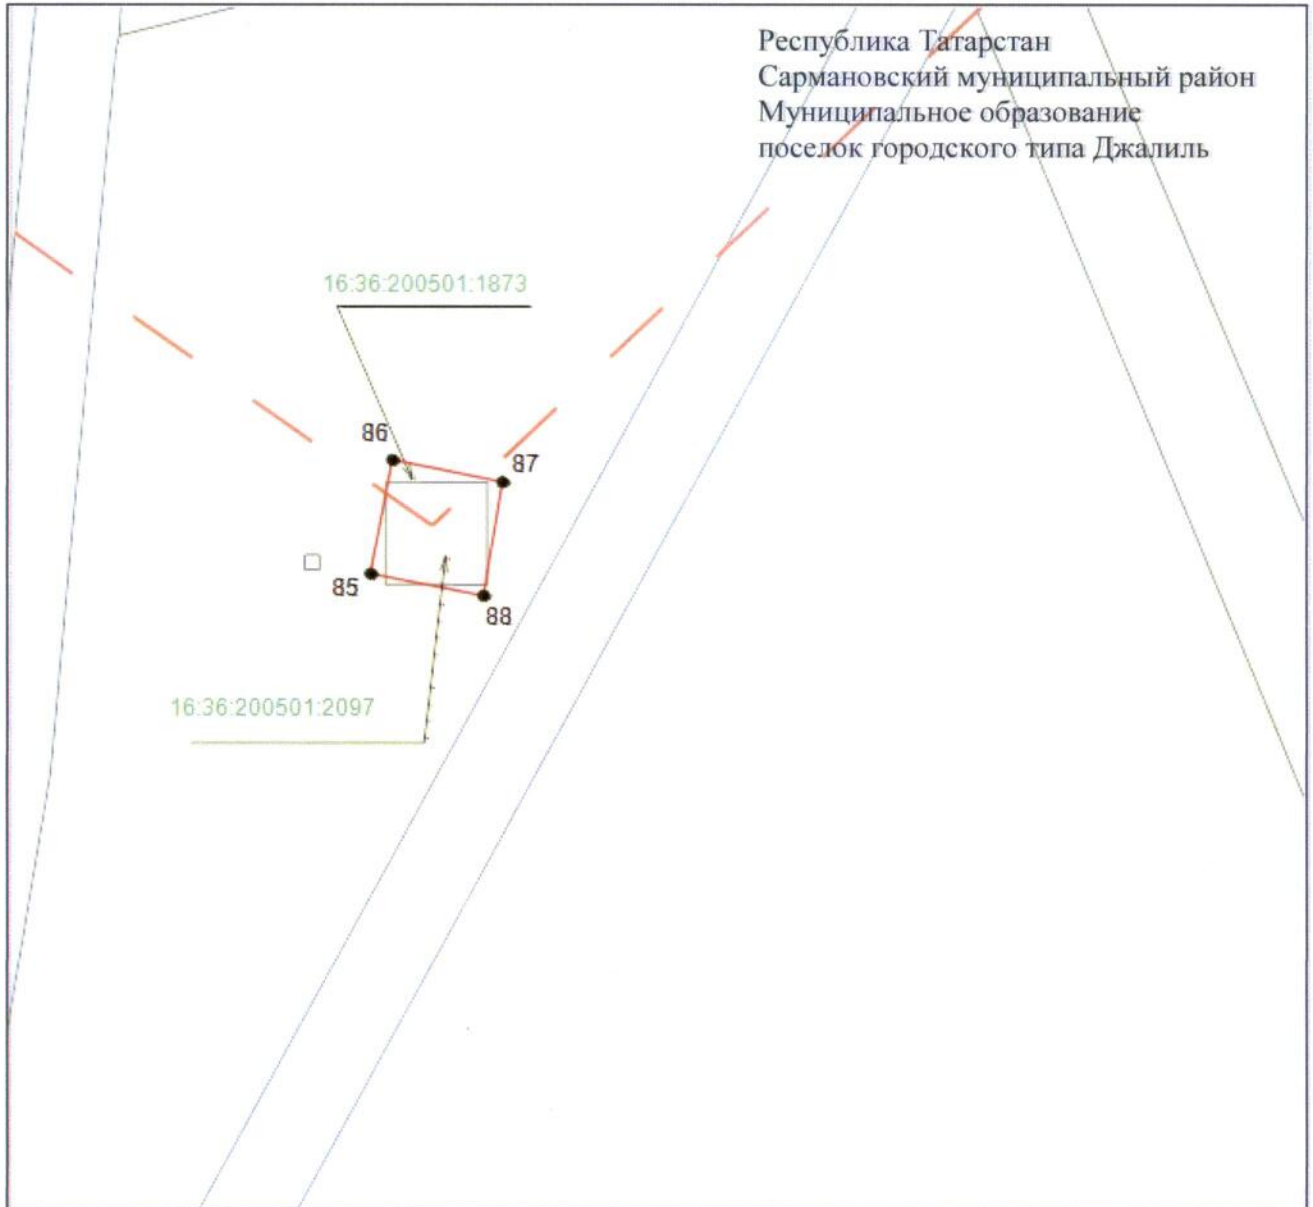 Республика Татарстан
Сармановский муниципальный район
Муниципальное образование
поселок городского типа Джалиль
16:36:200501:1873
86
87
85
88
16:36:200501:2097